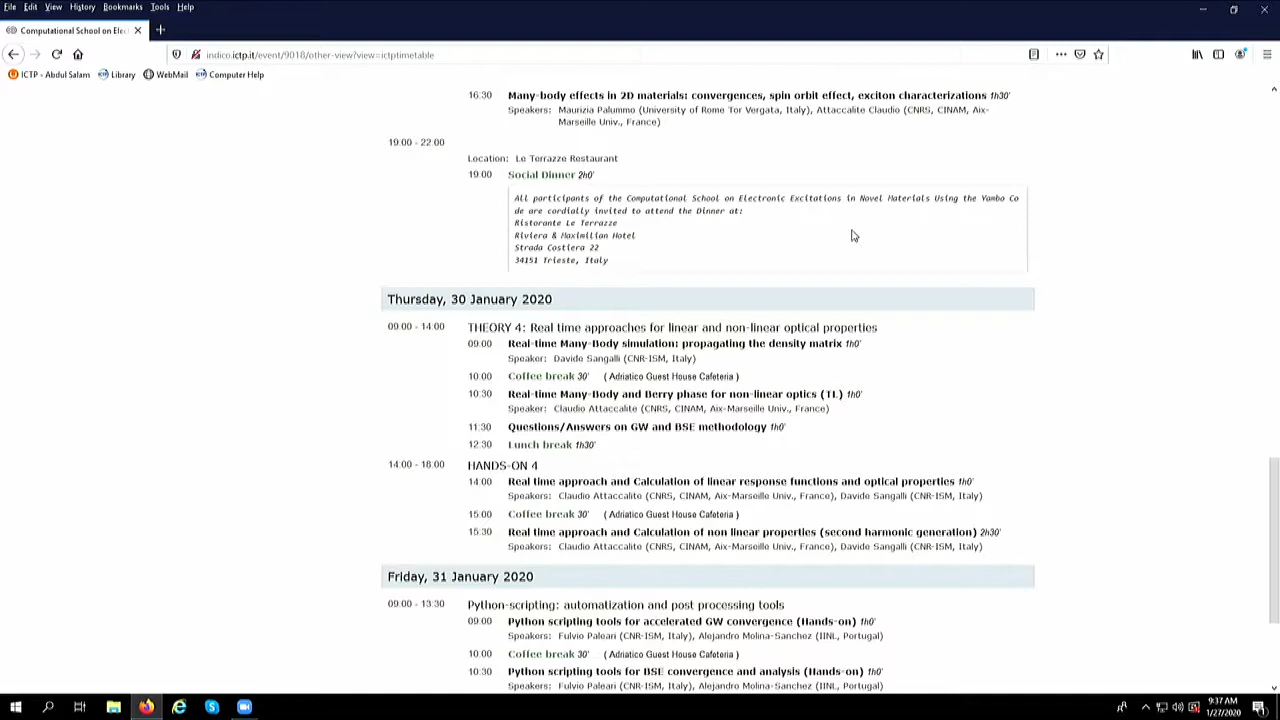 File Edit View History Bookmarks Tools Help
Computational School on Elec
indico.ictp.it/event/9018/other-view?view=ictptimetable
ICTP - Abdul Salam Library WebMail Computer Help
16:30 Many-body effects in 2D materials: convergences, spin orbit effect, exciton characterizations 1h30'
Speakers: Maurizia Palummo (University of Rome Tor Vergata, Italy), Attaccalite Claudio (CNRS, CINAM, Aix-
Marseille Univ., France)
19:00 - 22:00
Location: Le Terrazze Restaurant
19:00 Social Dinner 2h0'
All participants of the Computational School on Electronic Excitations in Novel Materials Using the Yambo Co
de are cordially invited to attend the Dinner at:
Ristorante Le Terrazze
Riviera & Maximilian Hotel
Strada Costiera 22
34151 Trieste, Italy
Thursday, 30 January 2020
09:00 - 14:00 THEORY 4: Real time approaches for linear and non-linear optical properties
09:00 Real-time Many-Body simulation: propagating the density matrix 1h0'
Speaker: Davide Sangalli (CNR-ISM, Italy)
10:00 Coffee break 30' ( Adriatico Guest House Cafeteria )
10:30 Real-time Many-Body and Berry phase for non-linear optics (TL) 1h0'
Speaker: Claudio Attaccalite (CNRS, CINAM, Aix-Marseille Univ., France)
11:30 Questions/Answers on GW and BSE methodology 1h0'
12:30 Lunch break 1h30'
14:00 - 18:00 HANDS-ON 4
14:00 Real time approach and Calculation of linear response functions and optical properties 1h0'
Speakers: Claudio Attaccalite (CNRS, CINAM, Aix-Marseille Univ., France), Davide Sangalli (CNR-ISM, Italy)
15:00 Coffee break 30' ( Adriatico Guest House Cafeteria )
15:30 Real time approach and Calculation of non linear properties (second harmonic generation) 2h30'
Speakers: Claudio Attaccalite (CNRS, CINAM, Aix-Marseille Univ., France), Davide Sangalli (CNR-ISM, Italy)
Friday, 31 January 2020
09:00 - 13:30 Python-scripting: automatization and post processing tools
09:00 Python scripting tools for accelerated GW convergence (Hands-on) 1h0'
Speakers: Fulvio Paleari (CNR-ISM, Italy), Alejandro Molina-Sanchez (IINL, Portugal)
10:00 Coffee break 30' ( Adriatico Guest House Cafeteria )
10:30 Python scripting tools for BSE convergence and analysis (Hands-on) 1h0'
Speakers: Fulvio Paleari (CNR-ISM, Italy), Alejandro Molina-Sanchez (IINL, Portugal)
9:37 AM
1/27/2020